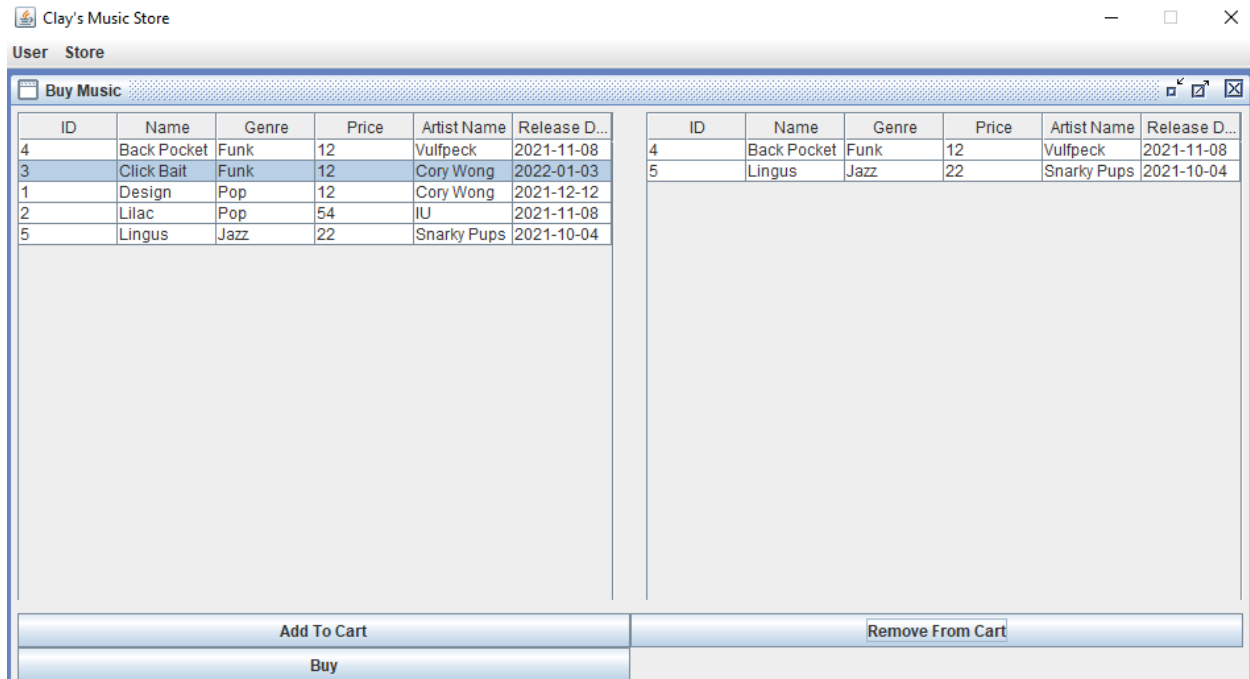 Clay's Music Store
User Store
Buy Music
ID Name Genre Price Artist Name Release D...
4 Back Pocket Funk 12 Vulfpeck 2021-11-08
3 Click Bait Funk 12 Cory Wong 2022-01-03
1 Design Pop 12 Cory Wong 2021-12-12
2 Lilac Pop 54 IU 2021-11-08
5 Lingus Jazz 22 Snarky Pups 2021-10-04
ID Name Genre Price Artist Name Release D...
4 Back Pocket Funk 12 Vulfpeck 2021-11-08
5 Lingus Jazz 22 Snarky Pups 2021-10-04
Add To Cart Remove From Cart
Buy